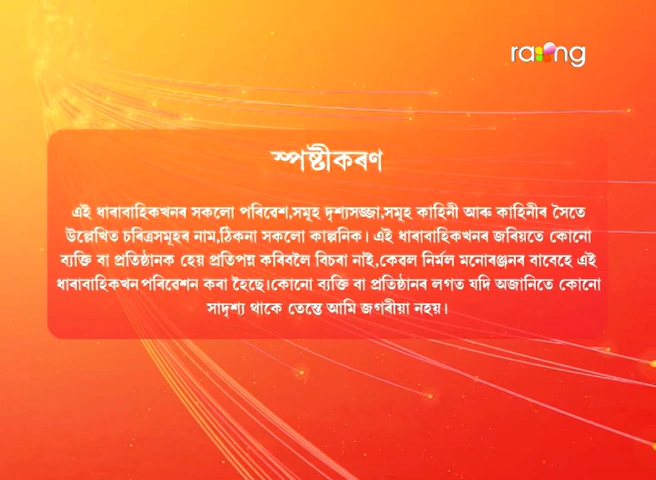 rang
স্পষ্টীকৰণ
এই ধাৰাবাহিকখনৰ সকলো পৰিৱেশ,সমূহ দৃশ্যসজ্জা,সমূহ কাহিনী আৰু কাহিনীৰ সৈতে
উল্লেখিত চৰিত্ৰসমূহৰ নাম,ঠিকনা সকলো কাল্পনিক। এই ধাৰাবাহিকখনৰ জৰিয়তে কোনো
ব্যক্তি বা প্ৰতিষ্ঠানক হেয় প্ৰতিপন্ন কৰিবলৈ বিচৰা নাই,কেৱল নিৰ্মল মনোৰঞ্জনৰ বাবেহে এই
ধাৰাবাহিকখন পৰিৱেশন কৰা হৈছে।কোনো ব্যক্তি বা প্ৰতিষ্ঠানৰ লগত যদি অজানিতে কোনো
সাদৃশ্য থাকে তেন্তে আমি জগৰীয়া নহয়।